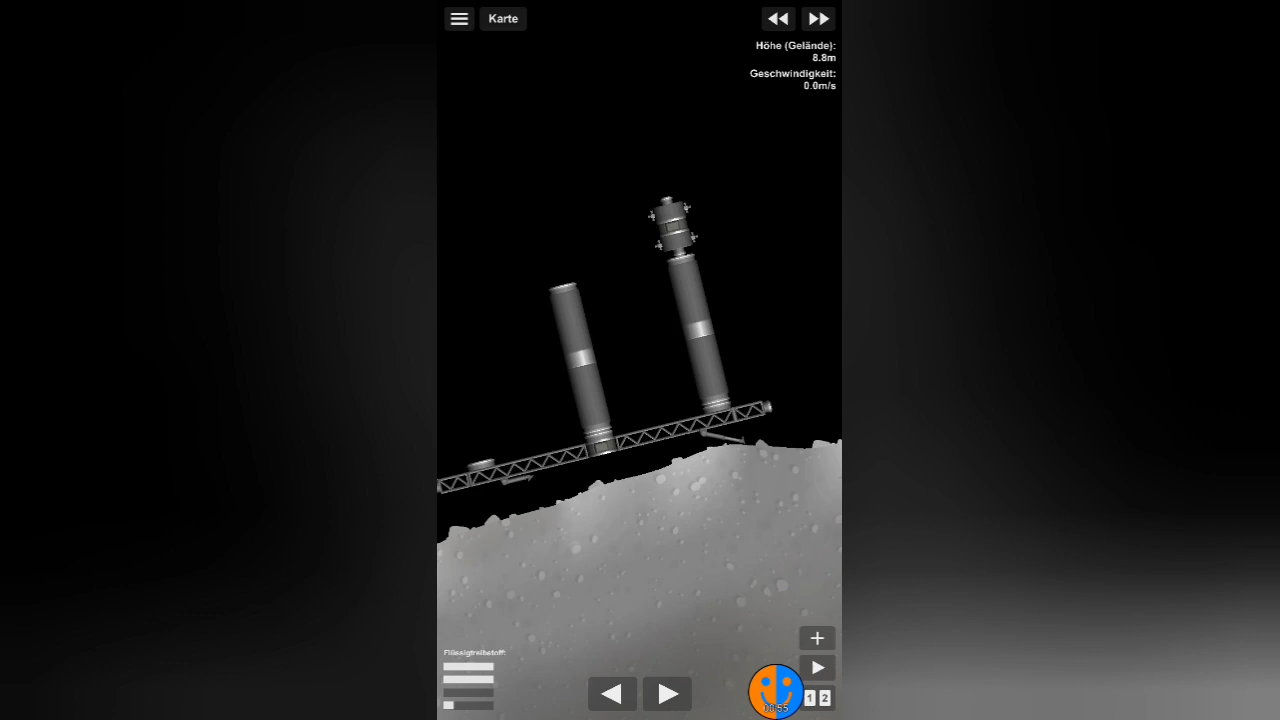 Karte
Höhe (Gelände):
8.8m
Geschwindigkeit:
0.0m/s
Flüssigtreibstoff:
00:55
1 2